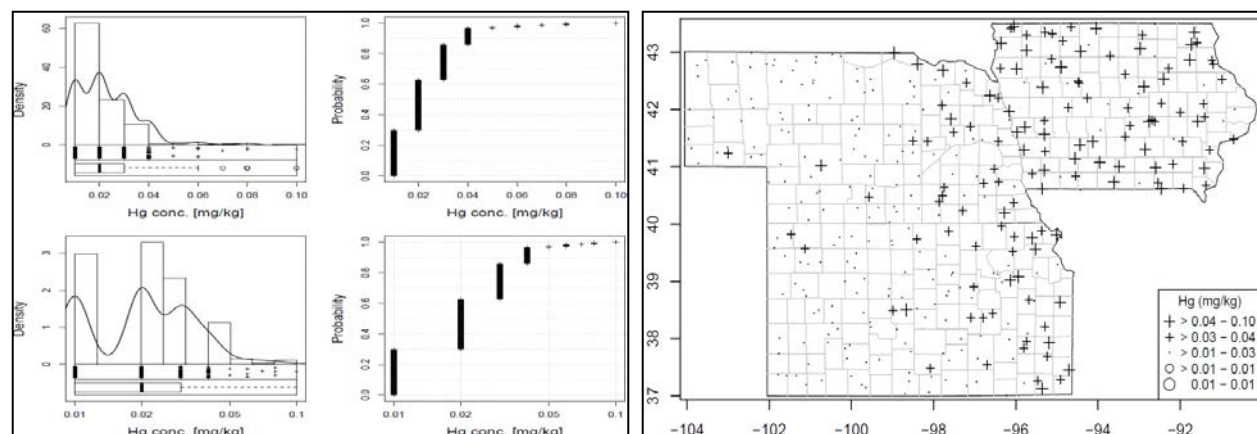 Density
0 20 40 60
0.02 0.04 0.06 0.08 0.10
Hg conc. [mg/kg]
Probability
0.0 0.2 0.4 0.6 0.8 1.0
0.02 0.04 0.06 0.08 0.10
Hg conc. [mg/kg]
Density
0 1 2 3
0.01 0.02 0.05 0.1
Hg conc. [mg/kg]
Probability
0.0 0.2 0.4 0.6 0.8 1.0
0.01 0.02 0.05 0.1
Hg conc. [mg/kg]
37 38 39 40 41 42 43
−104 −102 −100 −98 −96 −94 −92
Hg (mg/kg)
> 0.04 − 0.10
> 0.03 − 0.04
> 0.01 − 0.03
> 0.01 − 0.01
0.01 − 0.01